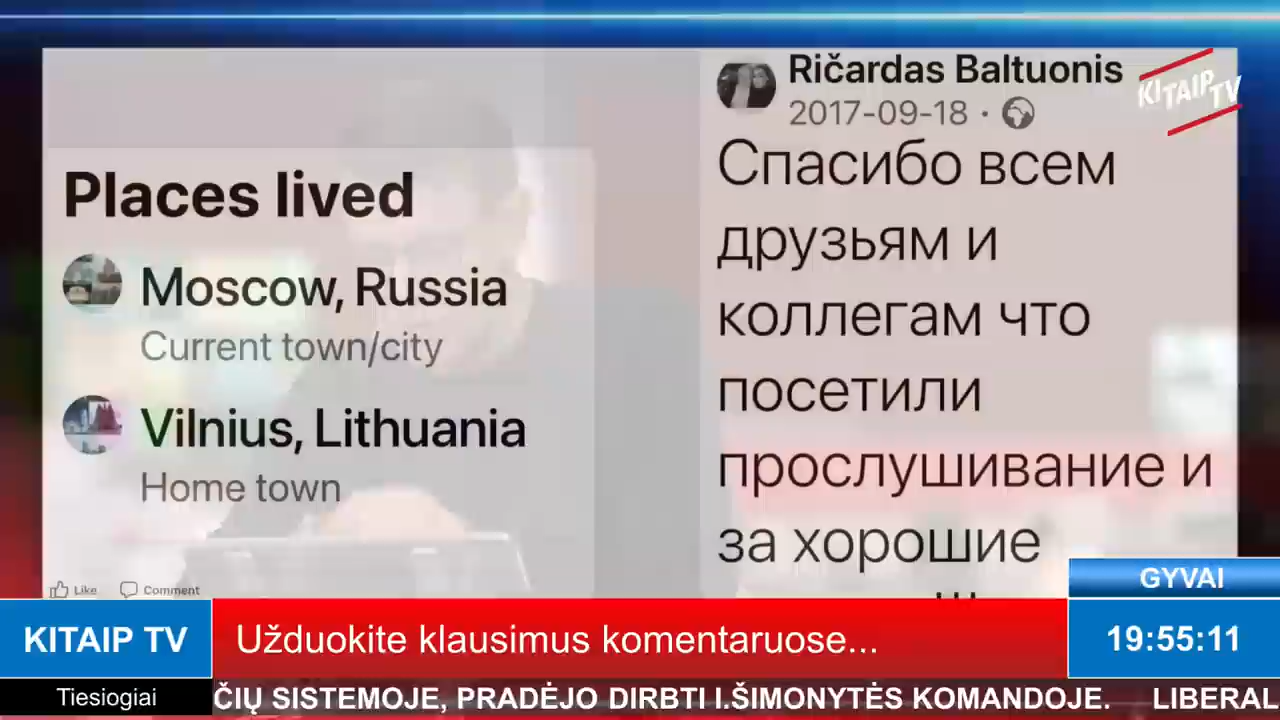 Places lived
Moscow, Russia
Current town/city
Vilnius, Lithuania
Home town
Like Comment
Ričardas Baltuonis
2017-09-18 ·
KITAIP TV
Спасибо всем
друзьям и
коллегам что
посетили
прослушивание и
за хорошие
GYVAI
KITAIP TV
Užduokite klausimus komentaruose...
19:55:11
Tiesiogiai
ČIŲ SISTEMOJE, PRADĖJO DIRBTI I.ŠIMONYTĖS KOMANDOJE. LIBERAL